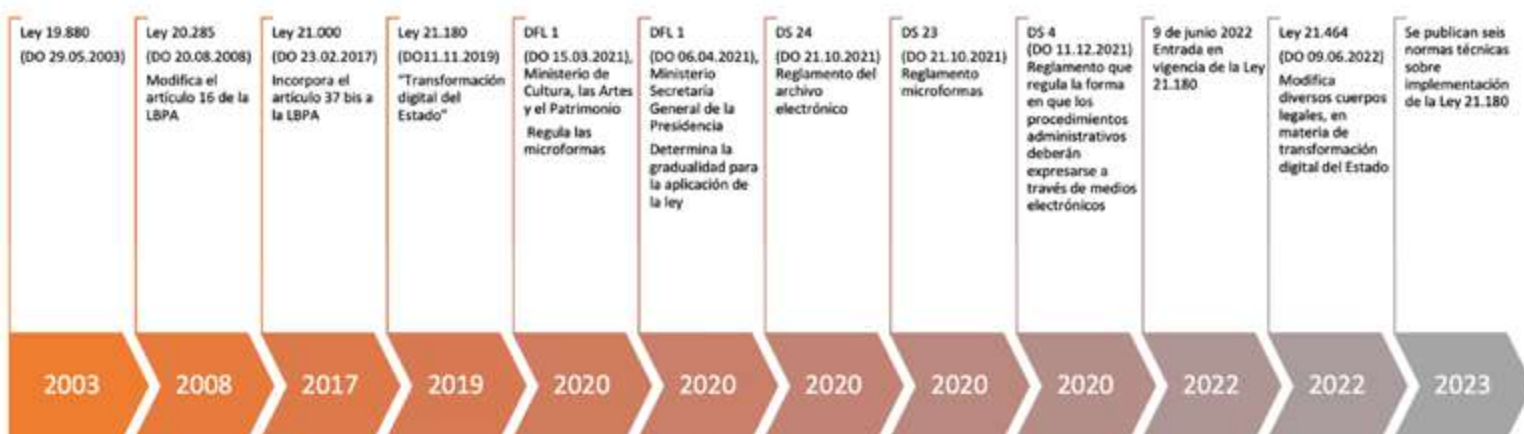 Ley 19.880
(DO 29.05.2003)
Ley 20.285
(DO 20.08.2008)
Modifica el
artículo 16 de la
LBPA
Ley 21.000
(DO 23.02.2017)
Incorpora el
artículo 37 bis a
la LBPA
Ley 21.180
(DO11.11.2019)
"Transformación
digital del
Estado"
DFL 1
(DO 15.03.2021),
Ministerio de
Cultura, las Artes
y el Patrimonio
Regula las
microformas
DFL 1
(DO 06.04.2021),
Ministerio
Secretaría
General de la
Presidencia
Determina la
gradualidad para
la aplicación de
la ley
DS 24
(DO 21.10.2021)
Reglamento del
archivo
electrónico
DS 23
(DO 21.10.2021)
Reglamento
microformas
DS 4
(DO 11.12.2021)
Reglamento que
regula la forma
en que los
procedimientos
administrativos
deberán
expresarse a
través de medios
electrónicos
9 de junio 2022
Entrada en
vigencia de la Ley
21.180
Ley 21.464
(DO 09.06.2022)
Modifica
diversos cuerpos
legales, en
materia de
transformación
digital del Estado
Se publican seis
normas técnicas
sobre
implementación
de la Ley 21.180
2003
2008
2017
2019
2020
2020
2020
2020
2020
2022
2022
2023